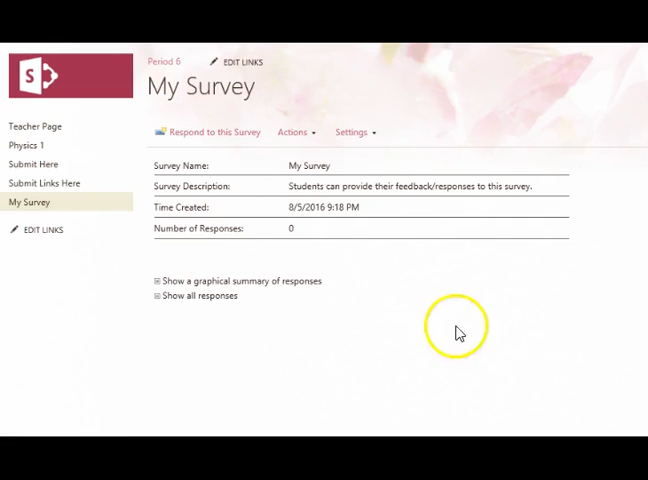 S
Period 6 EDIT LINKS
My Survey
Teacher Page
Physics 1
Submit Here
Submit Links Here
My Survey
EDIT LINKS
Respond to this Survey Actions Settings
Survey Name: My Survey
Survey Description: Students can provide their feedback/responses to this survey.
Time Created: 8/5/2016 9:18 PM
Number of Responses: 0
Show a graphical summary of responses
Show all responses